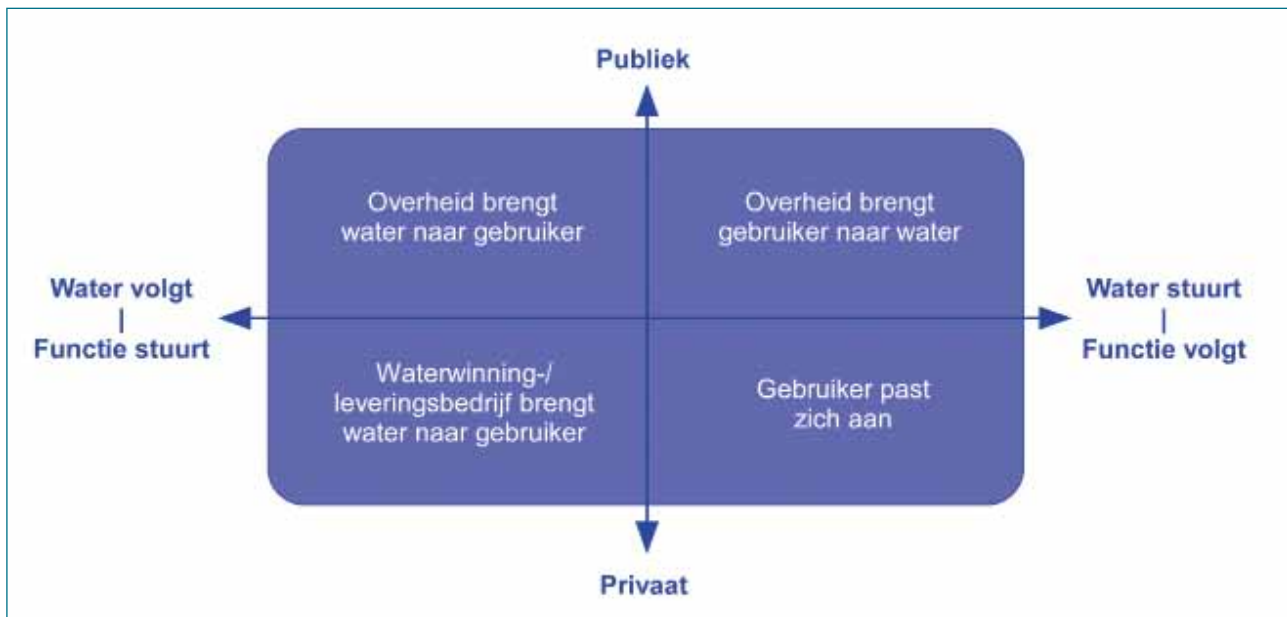 Publiek
Overheid brengt
water naar gebruiker
Overheid brengt
gebruiker naar water
Water volgt
|
Functie stuurt
Water stuurt
|
Functie volgt
Waterwinning-/
leveringsbedrijf brengt
water naar gebruiker
Gebruiker past
zich aan
Privaat